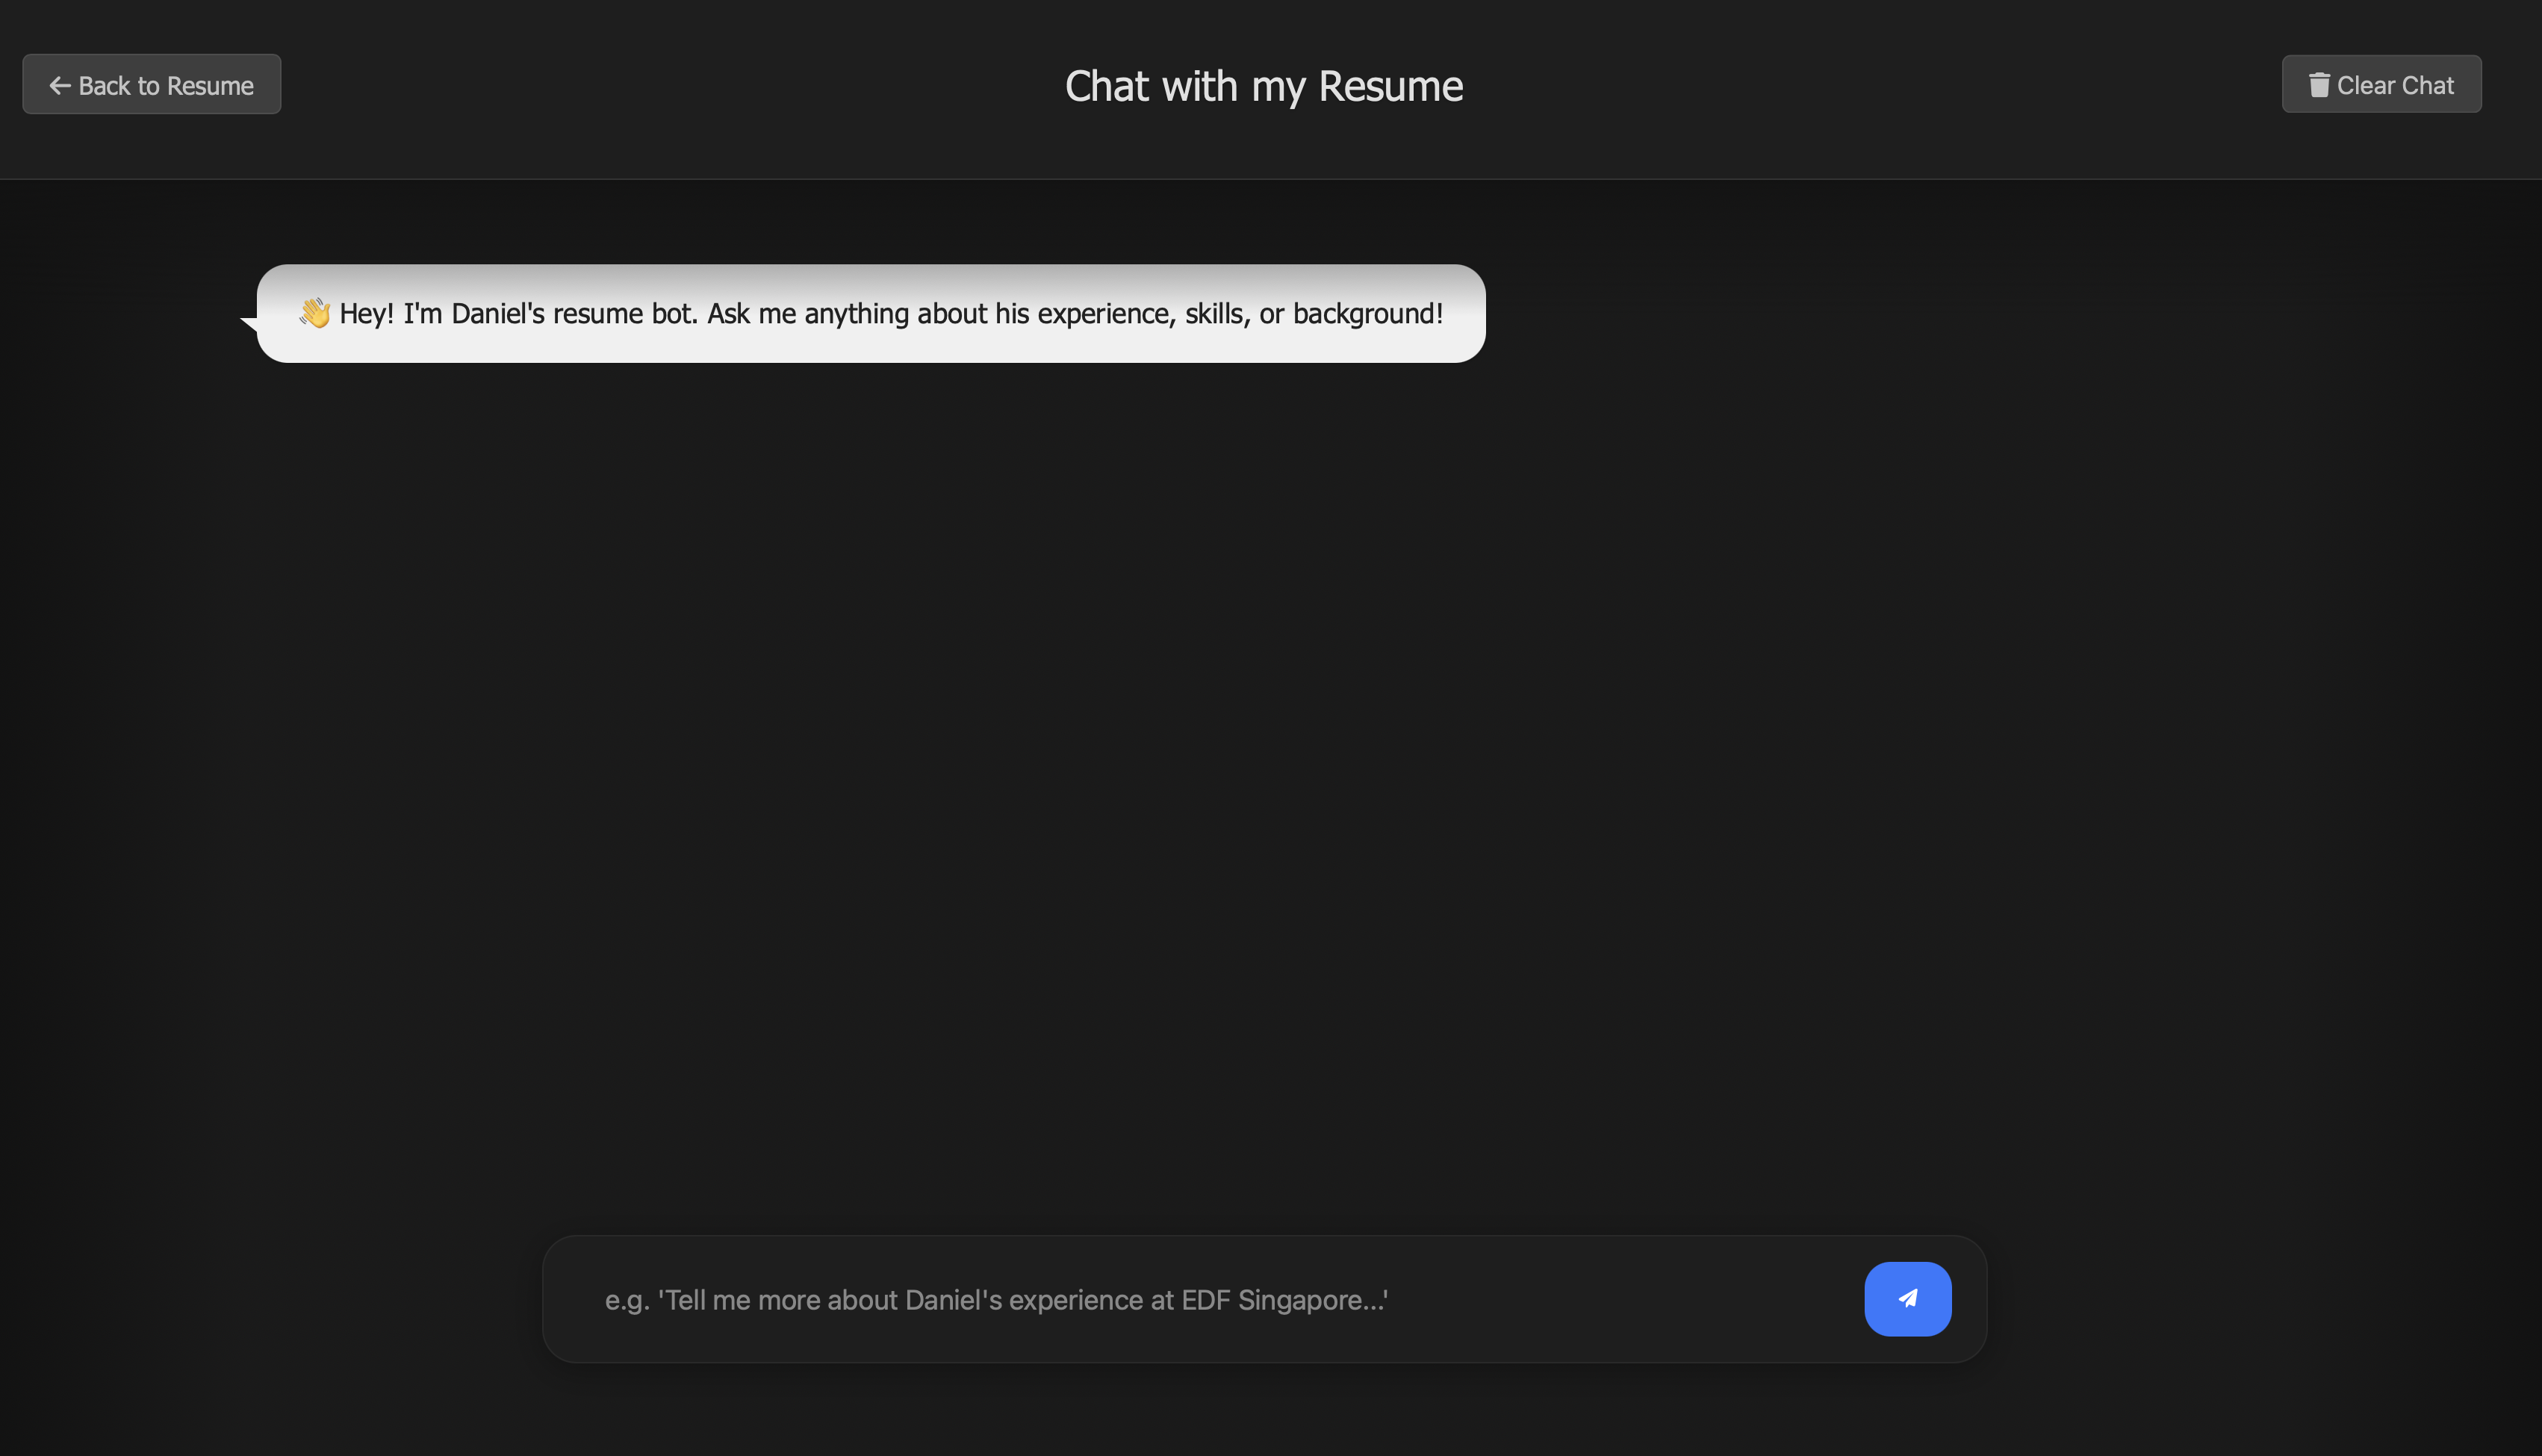 Back to Resume
Chat with my Resume
Clear Chat
👋 Hey! I'm Daniel's resume bot. Ask me anything about his experience, skills, or background!
e.g. 'Tell me more about Daniel's experience at EDF Singapore...'